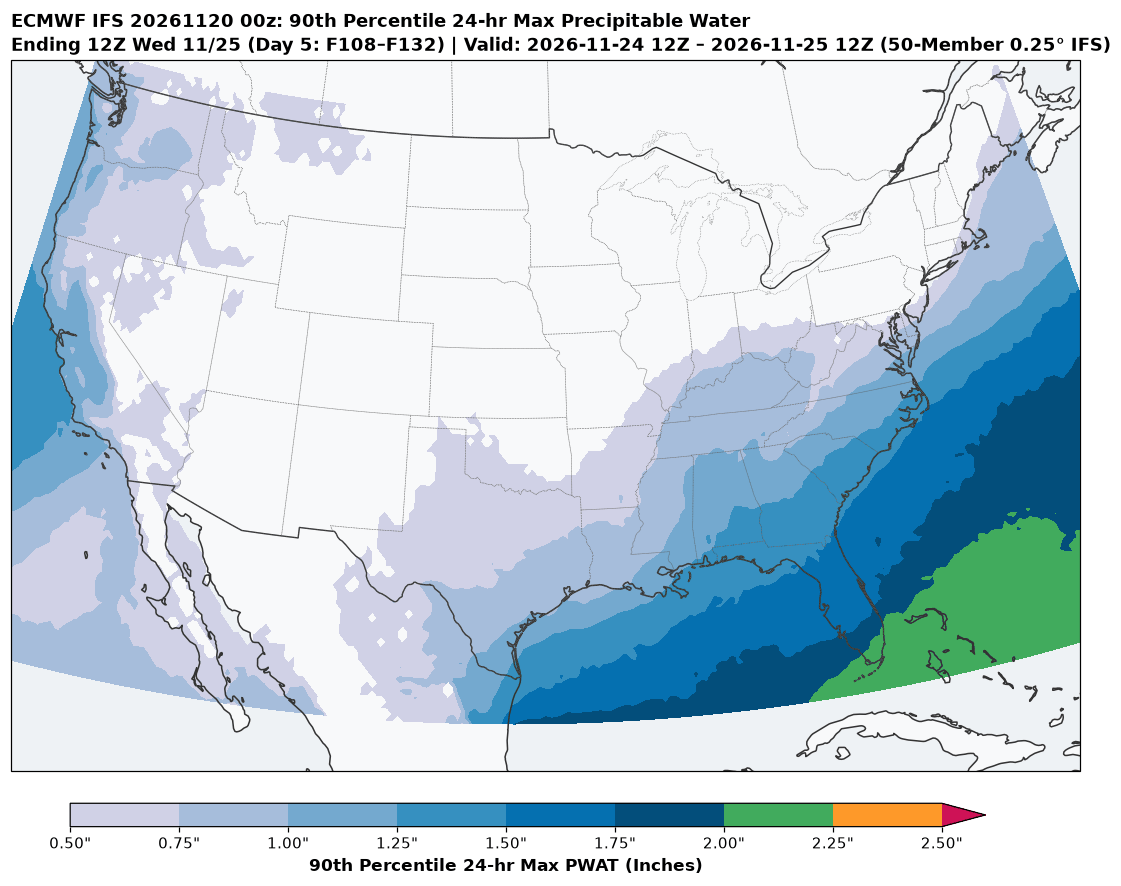 ECMWF IFS 20261120 00z: 90th Percentile 24-hr Max Precipitable Water
Ending 12Z Wed 11/25 (Day 5: F108–F132) | Valid: 2026-11-24 12Z – 2026-11-25 12Z (50-Member 0.25° IFS)
0.50" 0.75" 1.00" 1.25" 1.50" 1.75" 2.00" 2.25" 2.50"
90th Percentile 24-hr Max PWAT (Inches)